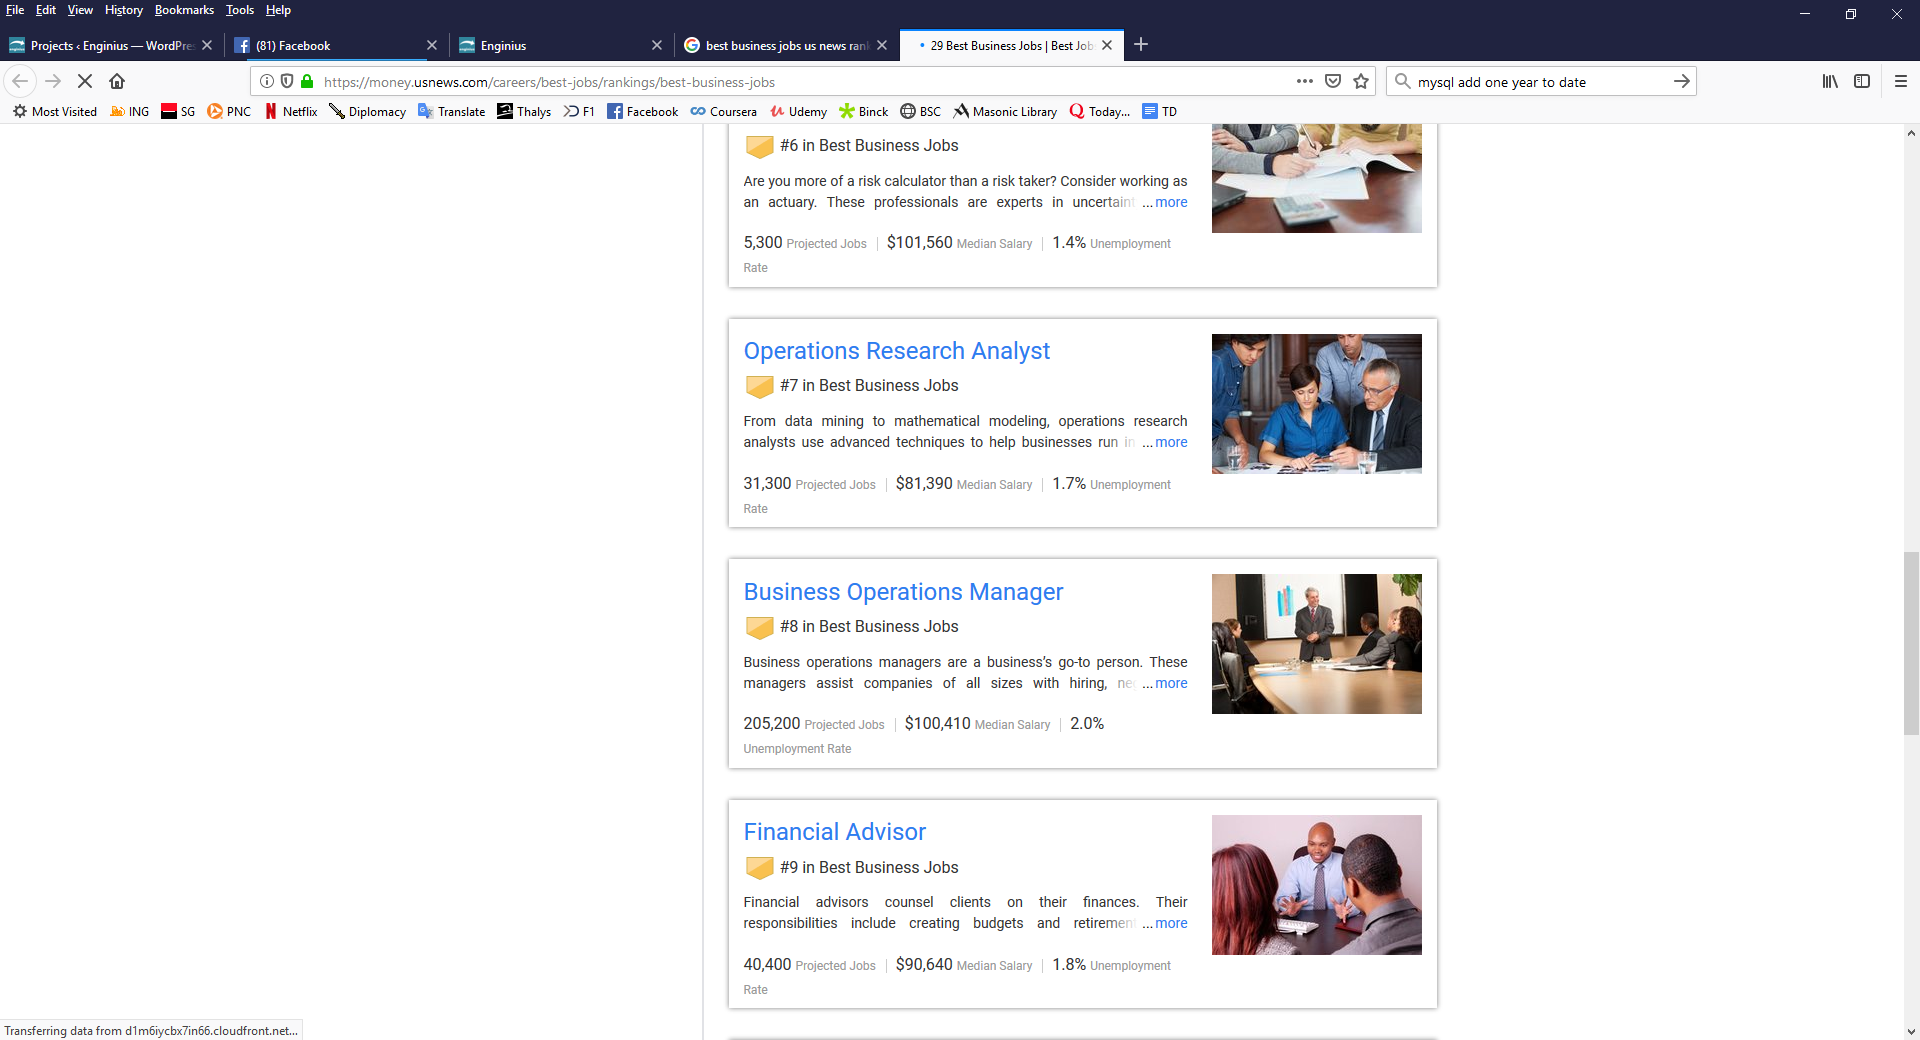 File Edit View History Bookmarks Tools Help
Projects ‹ Enginius — WordPre
(81) Facebook
Enginius
best business jobs us news ran
29 Best Business Jobs | Best Job
https://money.usnews.com/careers/best-jobs/rankings/best-business-jobs
mysql add one year to date
Most Visited ING SG PNC Netflix Diplomacy Translate Thalys F1 Facebook Coursera Udemy Binck BSC Masonic Library Today... TD
#6 in Best Business Jobs
Are you more of a risk calculator than a risk taker? Consider working as
an actuary. These professionals are experts in uncertaint ...more
5,300 Projected Jobs | $101,560 Median Salary | 1.4% Unemployment
Rate
Operations Research Analyst
#7 in Best Business Jobs
From data mining to mathematical modeling, operations research
analysts use advanced techniques to help businesses run in ...more
31,300 Projected Jobs | $81,390 Median Salary | 1.7% Unemployment
Rate
Business Operations Manager
#8 in Best Business Jobs
Business operations managers are a business's go-to person. These
managers assist companies of all sizes with hiring, ne ...more
205,200 Projected Jobs | $100,410 Median Salary | 2.0%
Unemployment Rate
Financial Advisor
#9 in Best Business Jobs
Financial advisors counsel clients on their finances. Their
responsibilities include creating budgets and retirement ...more
40,400 Projected Jobs | $90,640 Median Salary | 1.8% Unemployment
Rate
Transferring data from d1m6iycbx7in66.cloudfront.net...